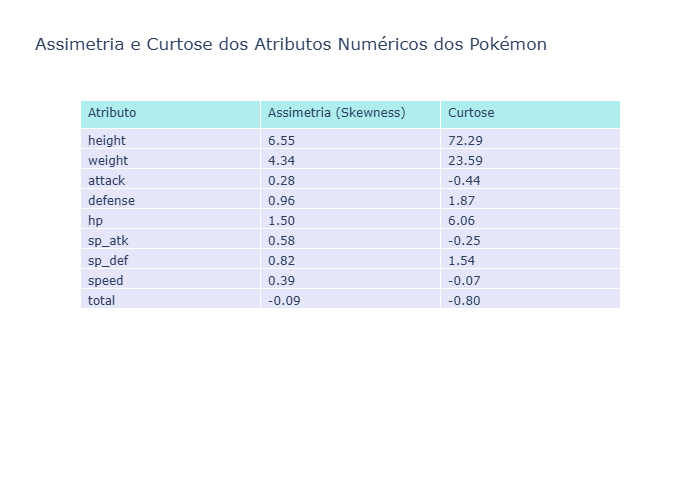 Assimetria e Curtose dos Atributos Numéricos dos Pokémon
Atributo Assimetria (Skewness) Curtose
height 6.55 72.29
weight 4.34 23.59
attack 0.28 -0.44
defense 0.96 1.87
hp 1.50 6.06
sp_atk 0.58 -0.25
sp_def 0.82 1.54
speed 0.39 -0.07
total -0.09 -0.80